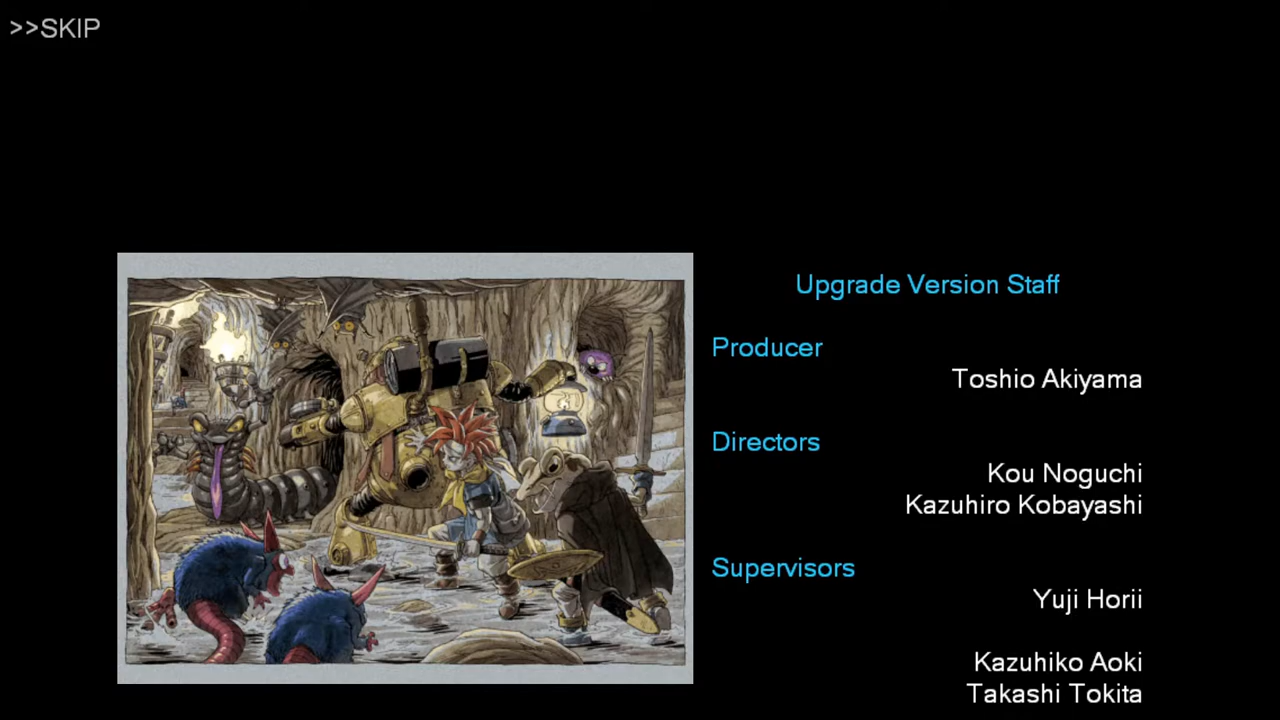 >>SKIP
Upgrade Version Staff
Producer
Toshio Akiyama
Directors
Kou Noguchi
Kazuhiro Kobayashi
Supervisors
Yuji Horii
Kazuhiko Aoki
Takashi Tokita